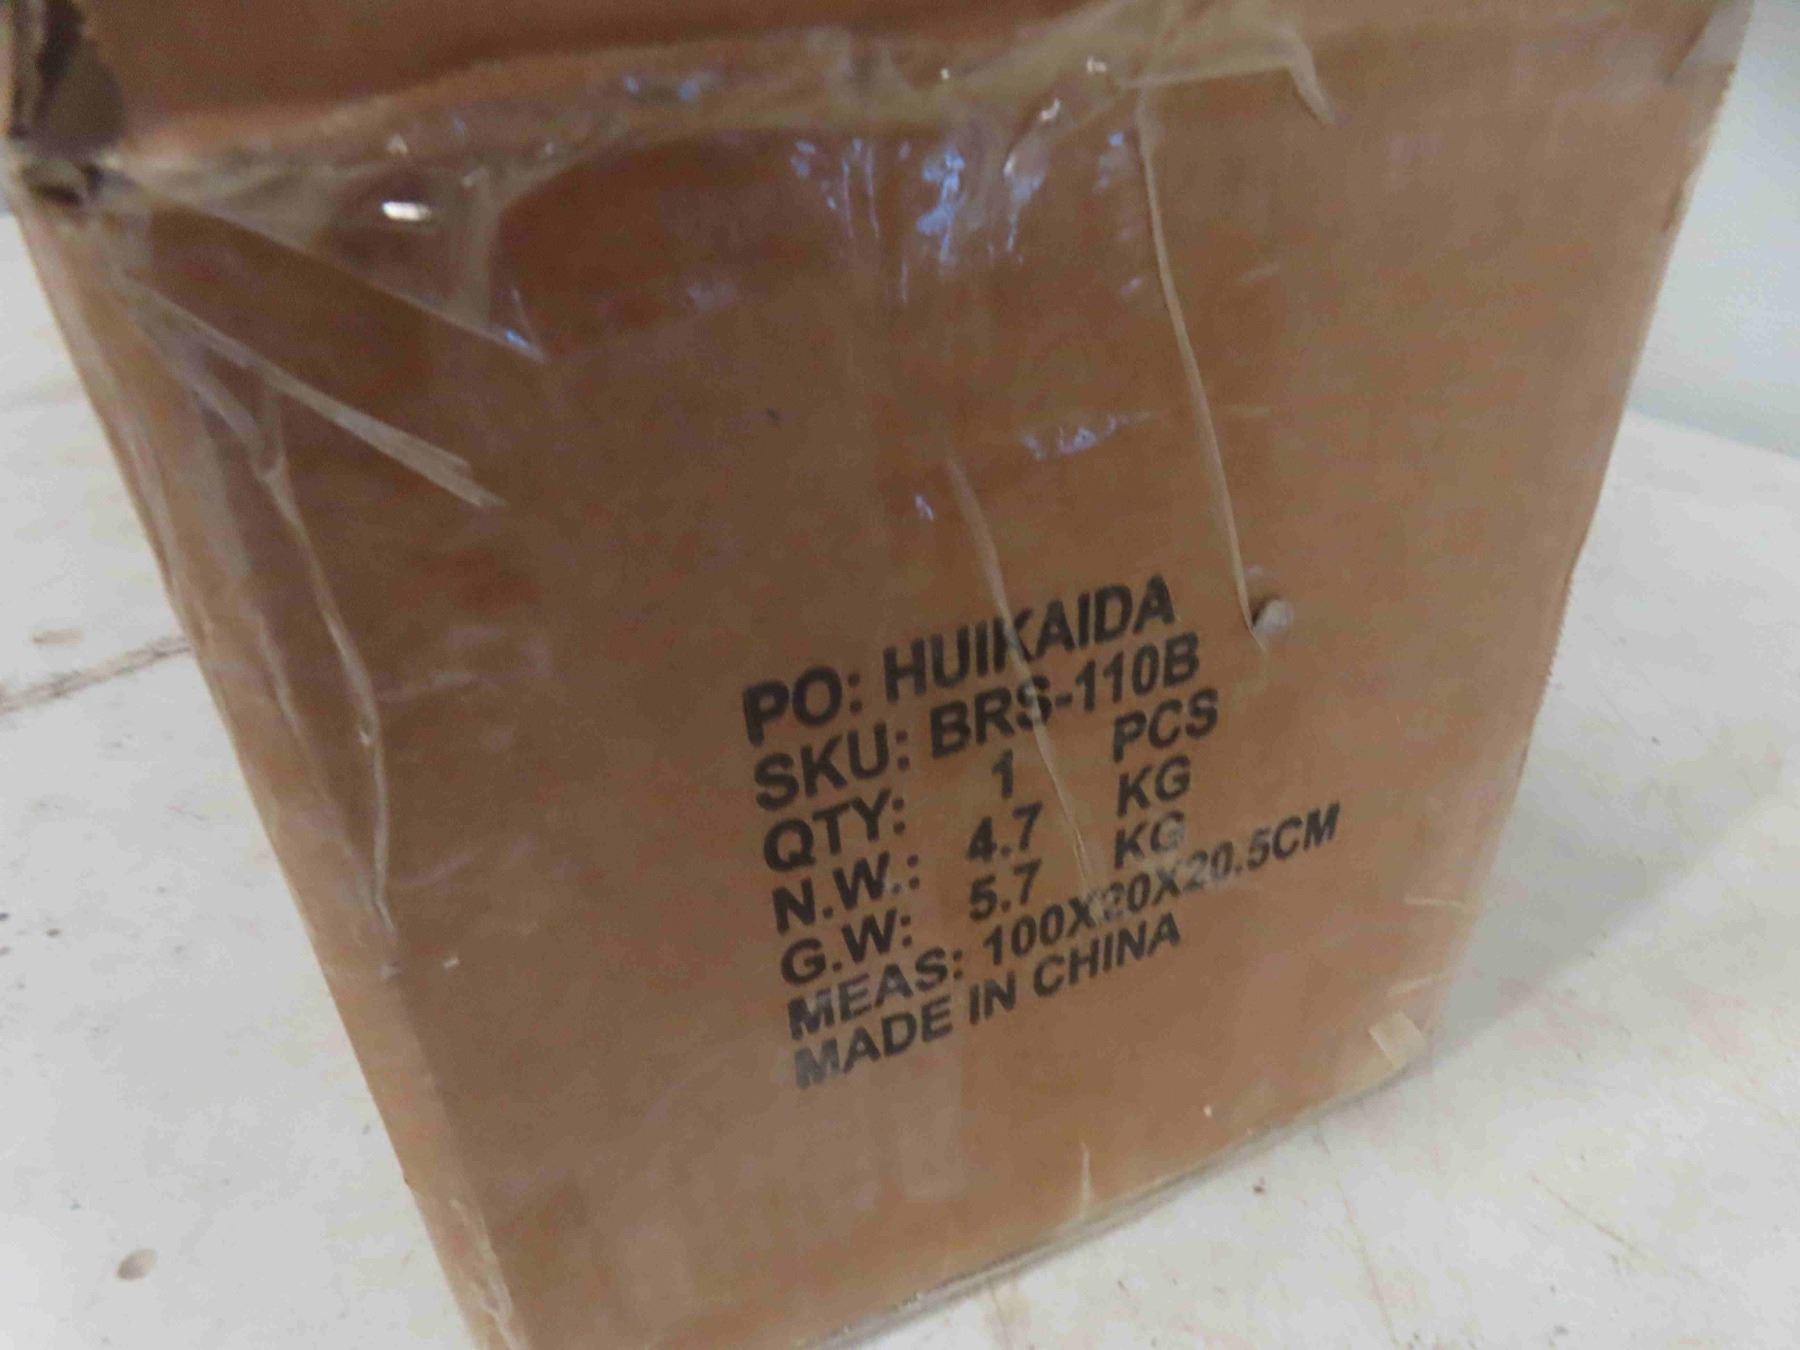 PO: HUIKAIDA
SKU: BRS-110B
QTY: 1 PCS
N.W.: 4.7 KG
G.W: 5.7 KG
MEAS: 100X20X20.5CM
MADE IN CHINA